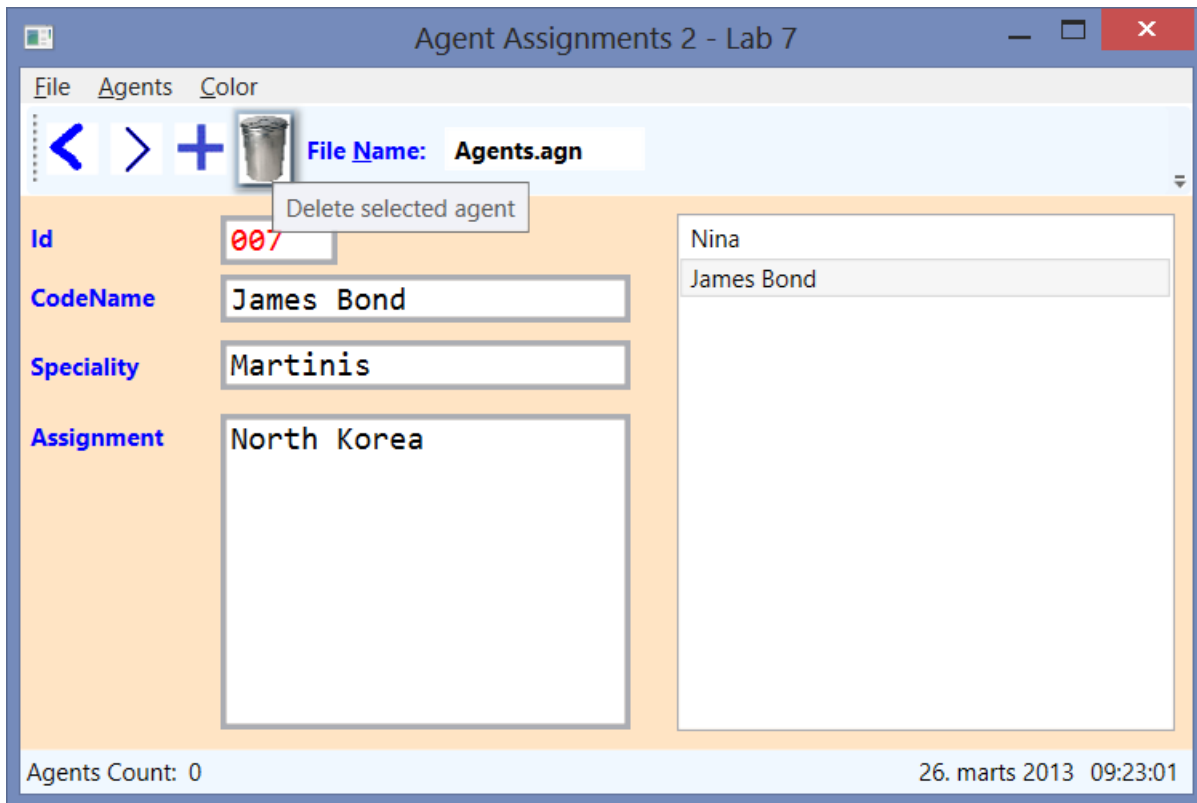 Agent Assignments 2 - Lab 7
File Agents Color
File Name: Agents.agn
Delete selected agent
Id 007 Nina
CodeName James Bond James Bond
Speciality Martinis
Assignment North Korea
Agents Count: 0 26. marts 2013 09:23:01